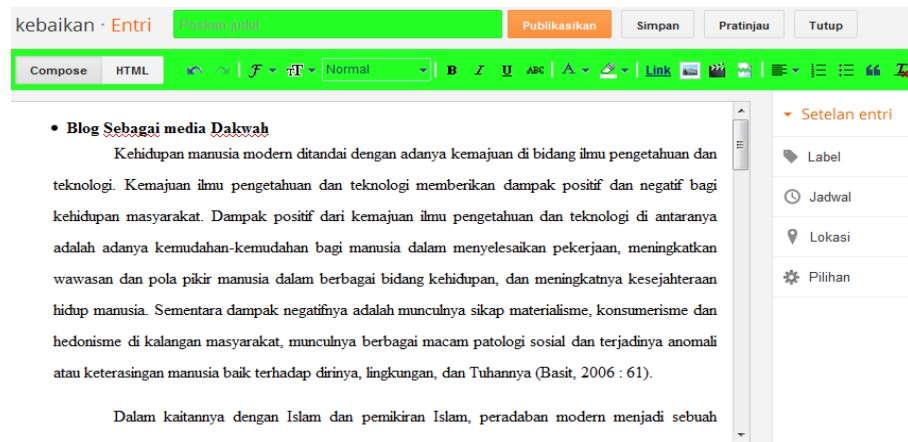 kebaikan · Entri
Publikasikan Simpan Pratinjau Tutup
Compose HTML Normal B I U ABC A Link
• Blog Sebagai media Dakwah
Kehidupan manusia modern ditandai dengan adanya kemajuan di bidang ilmu pengetahuan dan
teknologi. Kemajuan ilmu pengetahuan dan teknologi memberikan dampak positif dan negatif bagi
kehidupan masyarakat. Dampak positif dari kemajuan ilmu pengetahuan dan teknologi di antaranya
adalah adanya kemudahan-kemudahan bagi manusia dalam menyelesaikan pekerjaan, meningkatkan
wawasan dan pola pikir manusia dalam berbagai bidang kehidupan, dan meningkatnya kesejahteraan
hidup manusia. Sementara dampak negatifnya adalah munculnya sikap materialisme, konsumerisme dan
hedonisme di kalangan masyarakat, munculnya berbagai macam patologi sosial dan terjadinya anomali
atau keterasingan manusia baik terhadap dirinya, lingkungan, dan Tuhannya (Basit, 2006 : 61).
Dalam kaitannya dengan Islam dan pemikiran Islam, peradaban modern menjadi sebuah
Setelan entri
Label
Jadwal
Lokasi
Pilihan